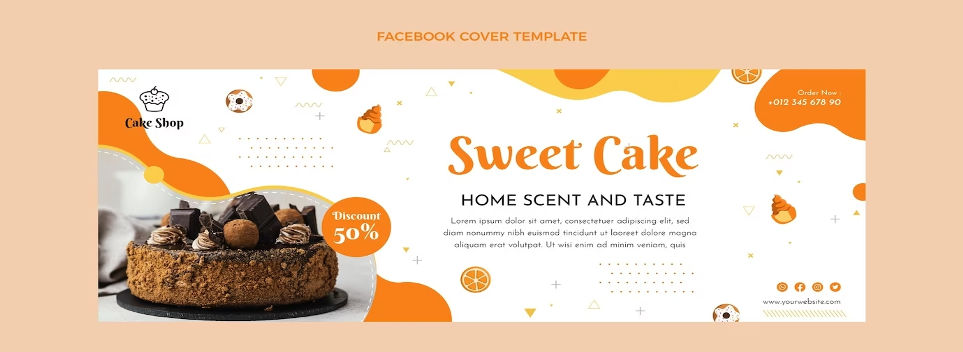 FACEBOOK COVER TEMPLATE
Cake Shop
Order Now :
+012 345 678 90
Sweet Cake
HOME SCENT AND TASTE
Discount
50%
Lorem ipsum dolor sit amet, consectetuer adipiscing elit, sed
diam nonummy nibh euismod tincidunt ut laoreet dolore magna
aliquam erat volutpat. Ut wisi enim ad minim veniam, quis
www.yourwebsite.com